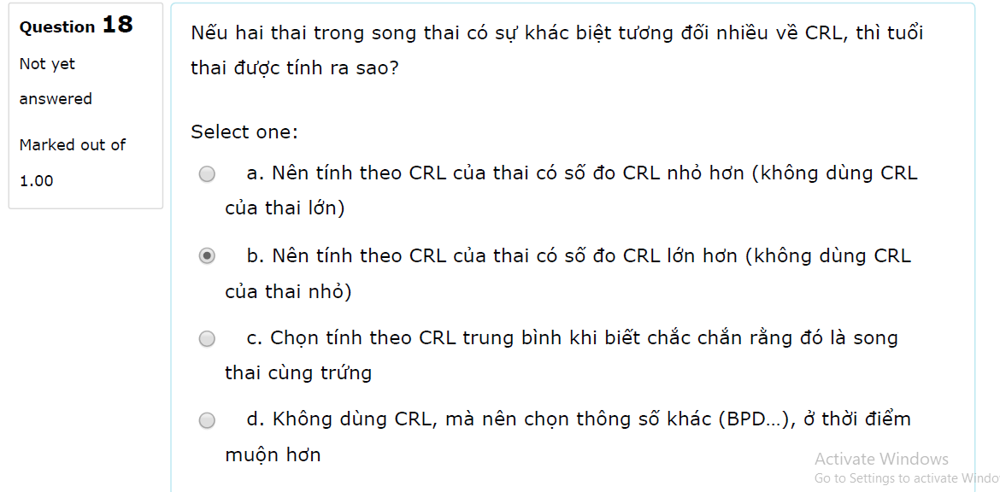 Question 18
Not yet
answered
Marked out of
1.00
Nếu hai thai trong song thai có sự khác biệt tương đối nhiều về CRL, thì tuổi
thai được tính ra sao?
Select one:
a. Nên tính theo CRL của thai có số đo CRL nhỏ hơn (không dùng CRL
của thai lớn)
b. Nên tính theo CRL của thai có số đo CRL lớn hơn (không dùng CRL
của thai nhỏ)
c. Chọn tính theo CRL trung bình khi biết chắc chắn rằng đó là song
thai cùng trứng
d. Không dùng CRL, mà nên chọn thông số khác (BPD...), ở thời điểm
muộn hơn
Activate Windows
Go to Settings to activate Windo